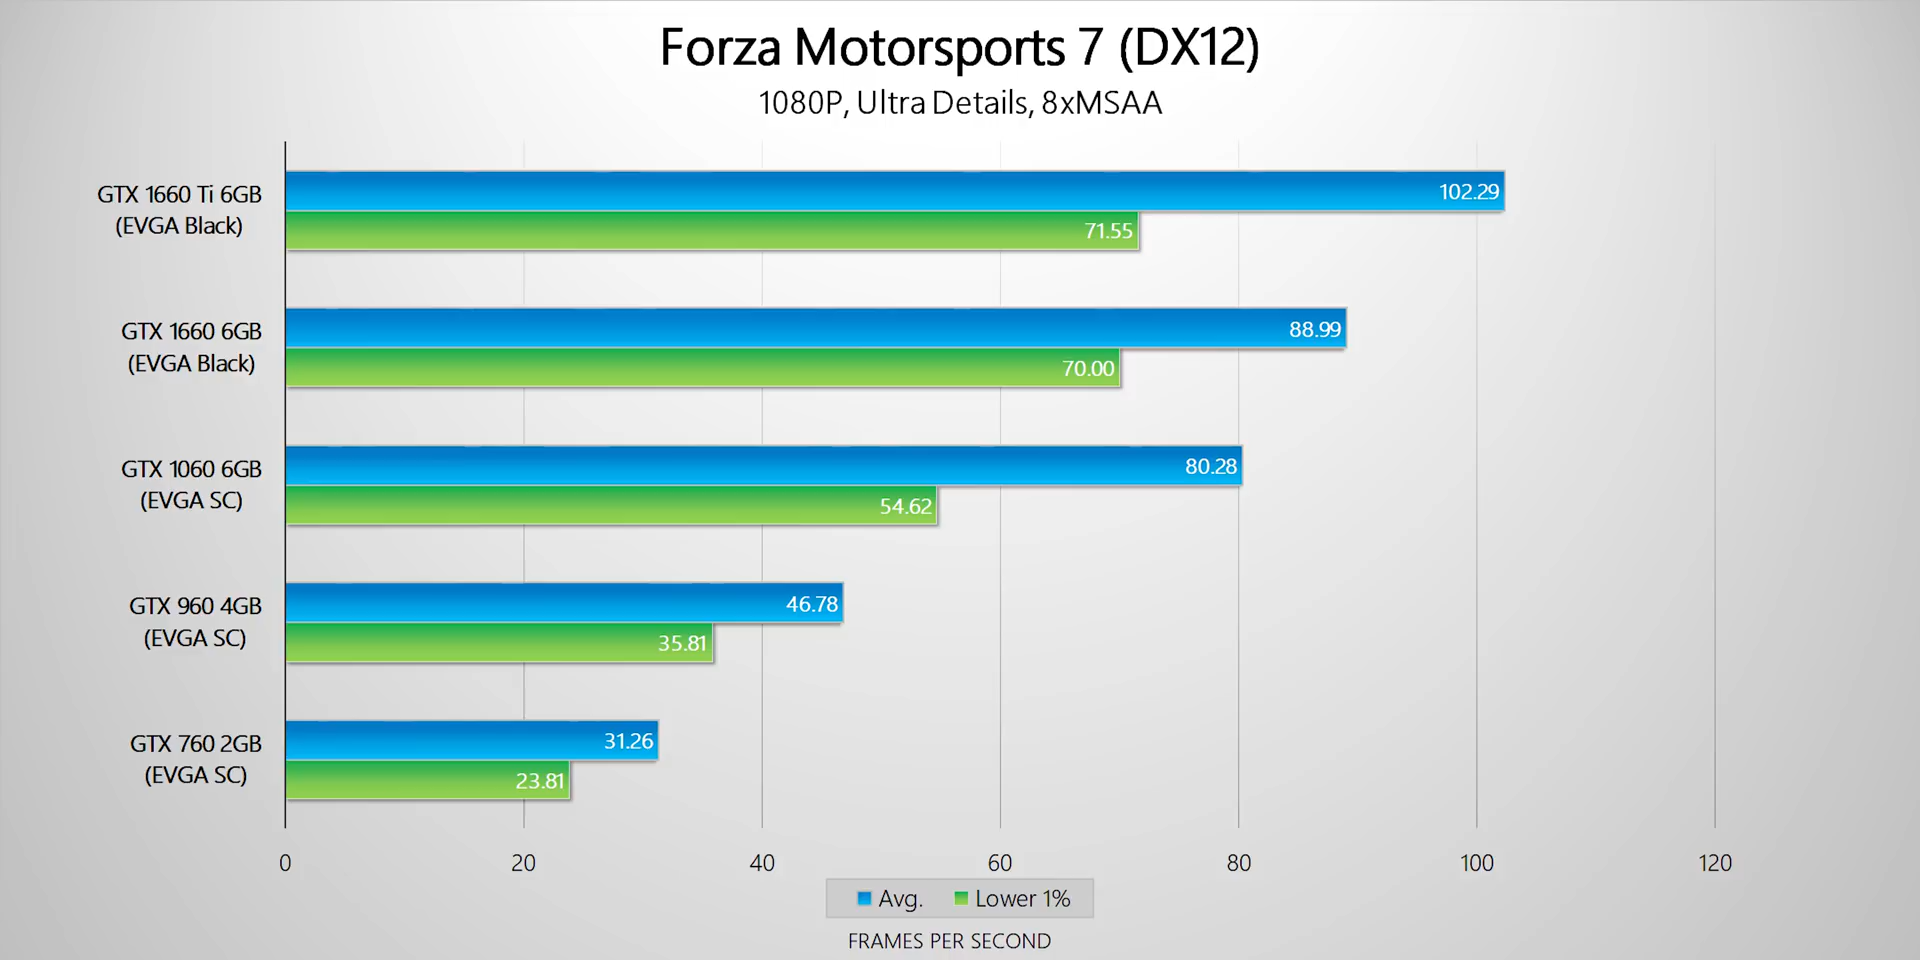 Forza Motorsports 7 (DX12)
1080P, Ultra Details, 8xMSAA
GTX 1660 Ti 6GB
(EVGA Black)
102.29
71.55
GTX 1660 6GB
(EVGA Black)
88.99
70.00
GTX 1060 6GB
(EVGA SC)
80.28
54.62
GTX 960 4GB
(EVGA SC)
46.78
35.81
GTX 760 2GB
(EVGA SC)
31.26
23.81
0 20 40 60 80 100 120
Avg. Lower 1%
FRAMES PER SECOND